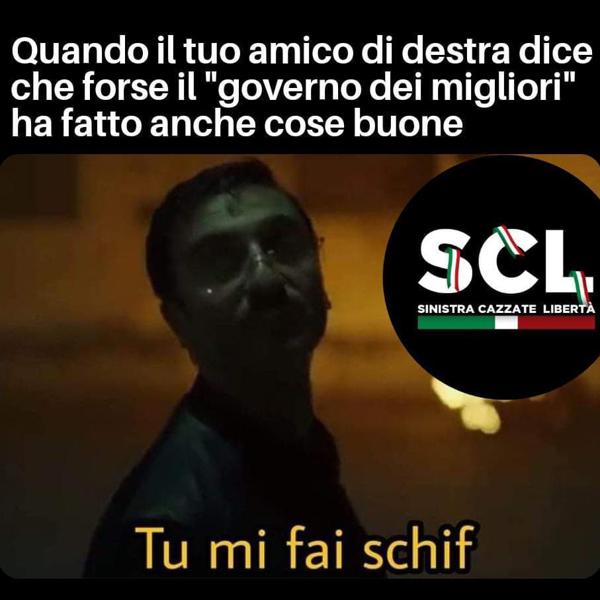 Quando il tuo amico di destra dice
che forse il "governo dei migliori"
ha fatto anche cose buone
SCL
SINISTRA CAZZATE LIBERTÀ
Tu mi fai schif